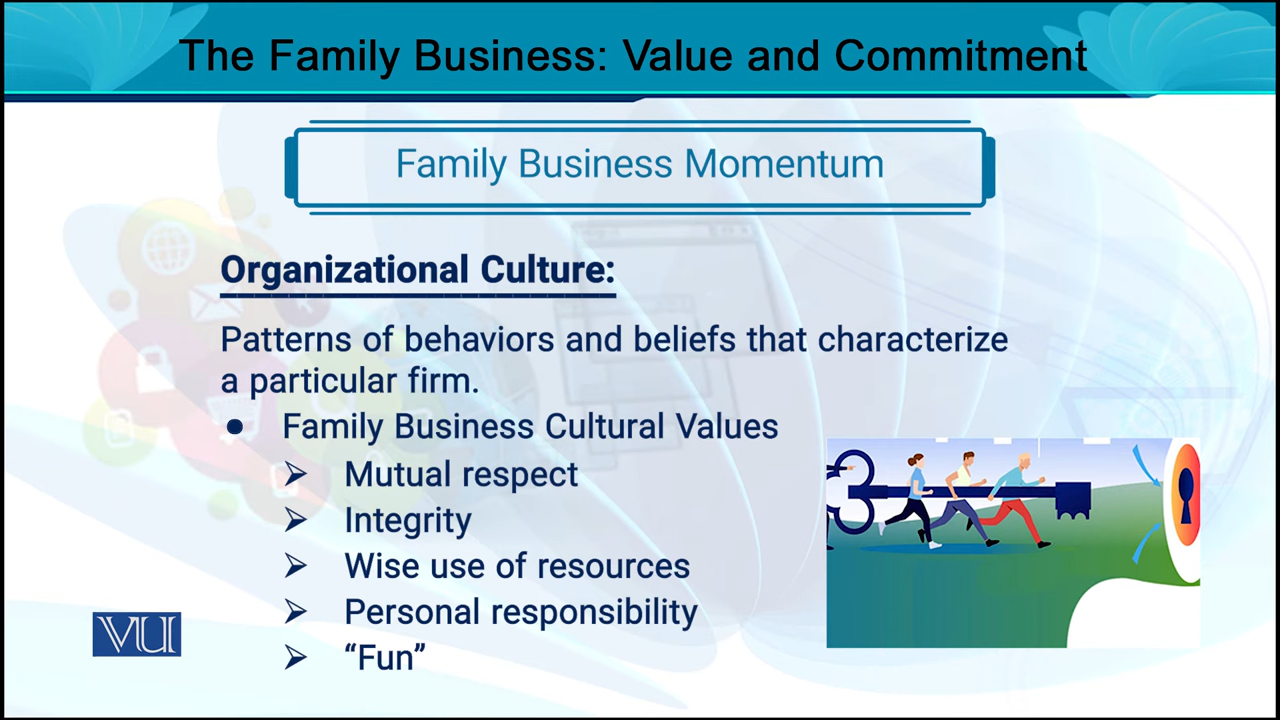 The Family Business: Value and Commitment
Family Business Momentum
Organizational Culture:
Patterns of behaviors and beliefs that characterize
a particular firm.
● Family Business Cultural Values
➢ Mutual respect
➢ Integrity
➢ Wise use of resources
➢ Personal responsibility
➢ “Fun”
VU